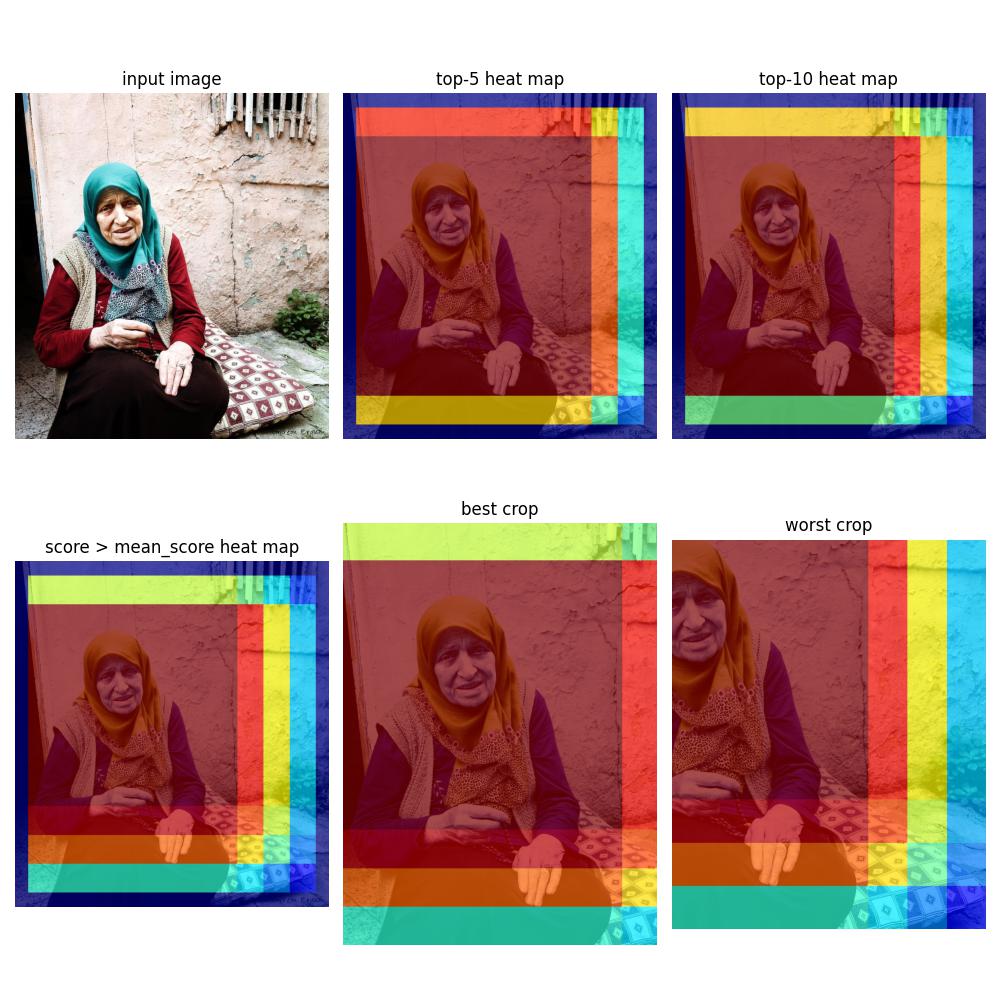 input image
top-5 heat map
top-10 heat map
score > mean_score heat map
best crop
worst crop